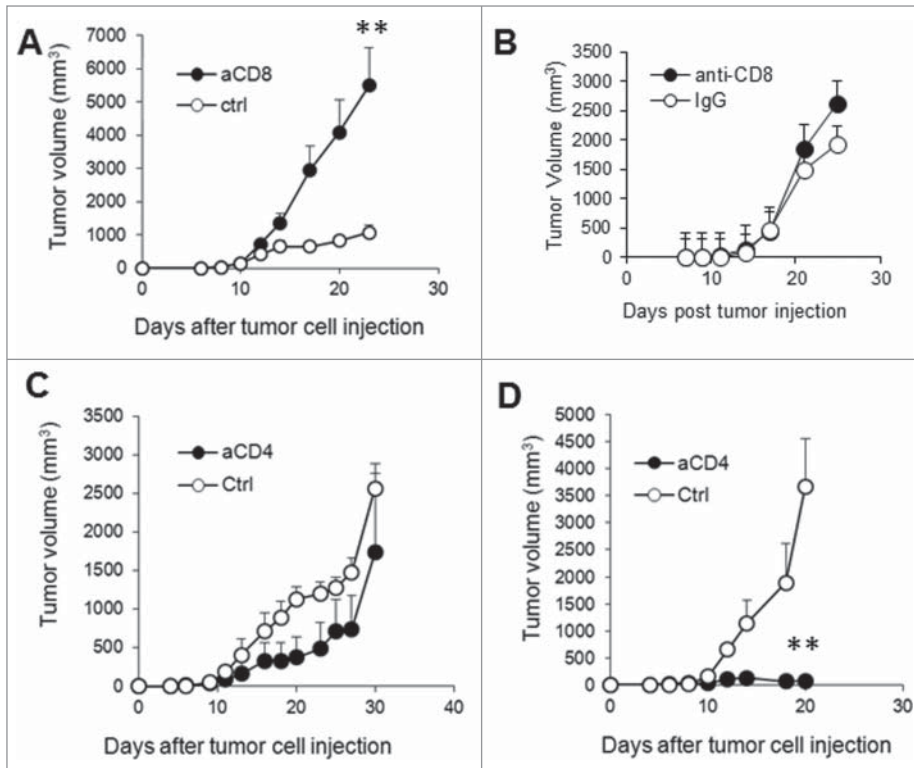 A
**
Tumor volume (mm³)
7000
6000
5000
4000
3000
2000
1000
0
aCD8
ctrl
0
10
20
30
Days after tumor cell injection
B
Tumor Volume (mm³)
3500
3000
2500
2000
1500
1000
500
0
anti-CD8
IgG
0
10
20
30
Days post tumor injection
C
Tumor volume (mm³)
3500
3000
2500
2000
1500
1000
500
0
aCD4
Ctrl
0
10
20
30
40
Days after tumor cell injection
D
Tumor volume (mm³)
5000
4500
4000
3500
3000
2500
2000
1500
1000
500
0
aCD4
Ctrl
**
0
10
20
30
Days after tumor cell injection